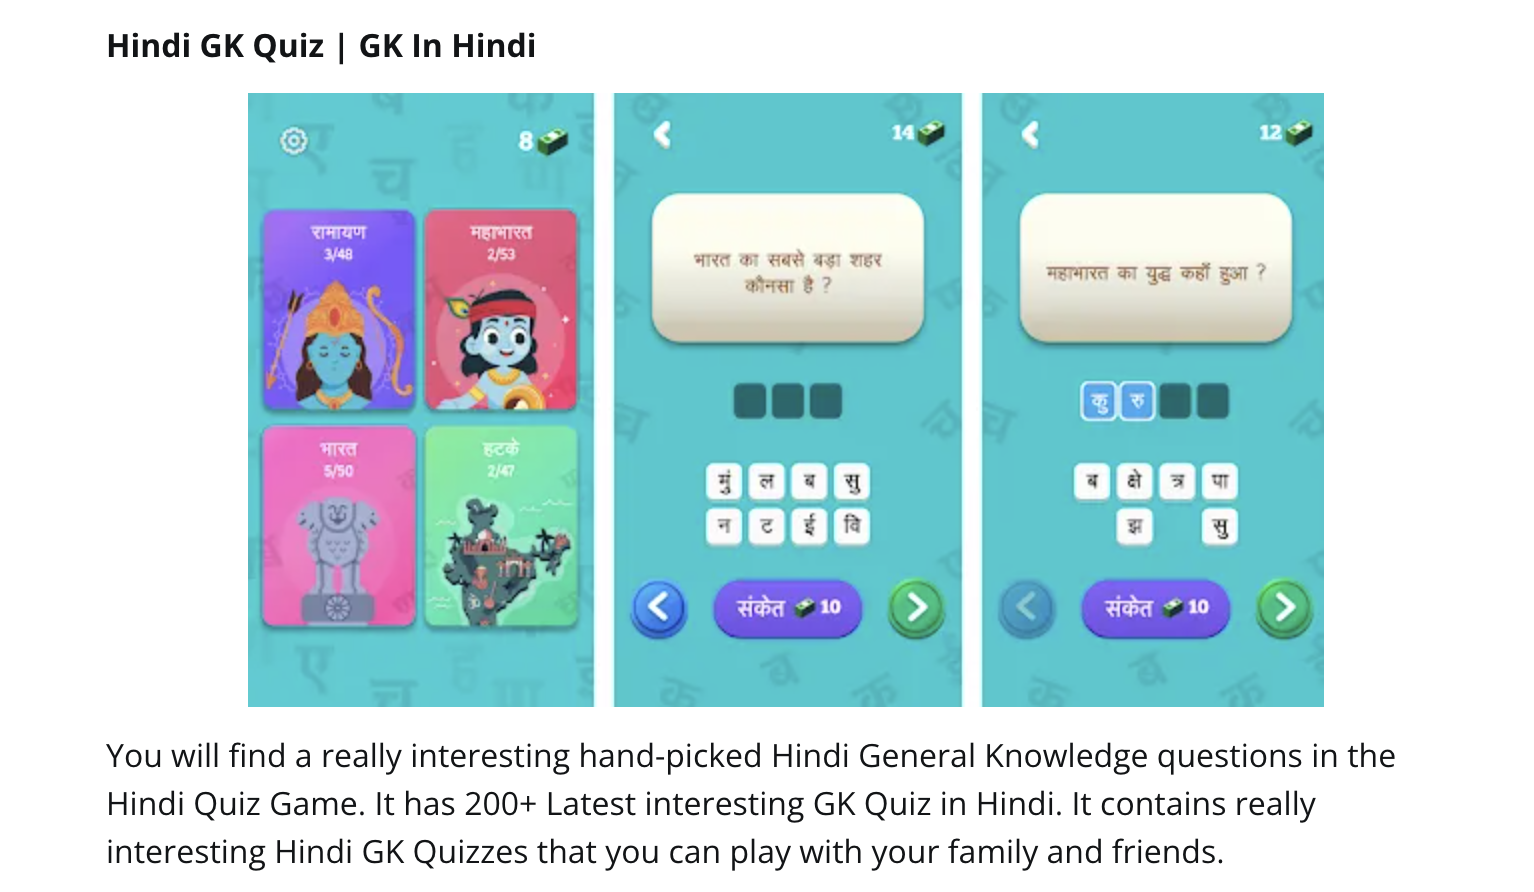 Hindi GK Quiz | GK In Hindi
8
रामायण
3/48
महाभारत
2/53
भारत
5/50
हटके
2/47
14
भारत का सबसे बड़ा शहर
कौनसा है ?
मुं ल ब सु
न ट ई वि
संकेत 10
12
महाभारत का युद्ध कहाँ हुआ ?
कु रु
ब क्षे त्र पा
झ सु
संकेत 10
You will find a really interesting hand-picked Hindi General Knowledge questions in the
Hindi Quiz Game. It has 200+ Latest interesting GK Quiz in Hindi. It contains really
interesting Hindi GK Quizzes that you can play with your family and friends.